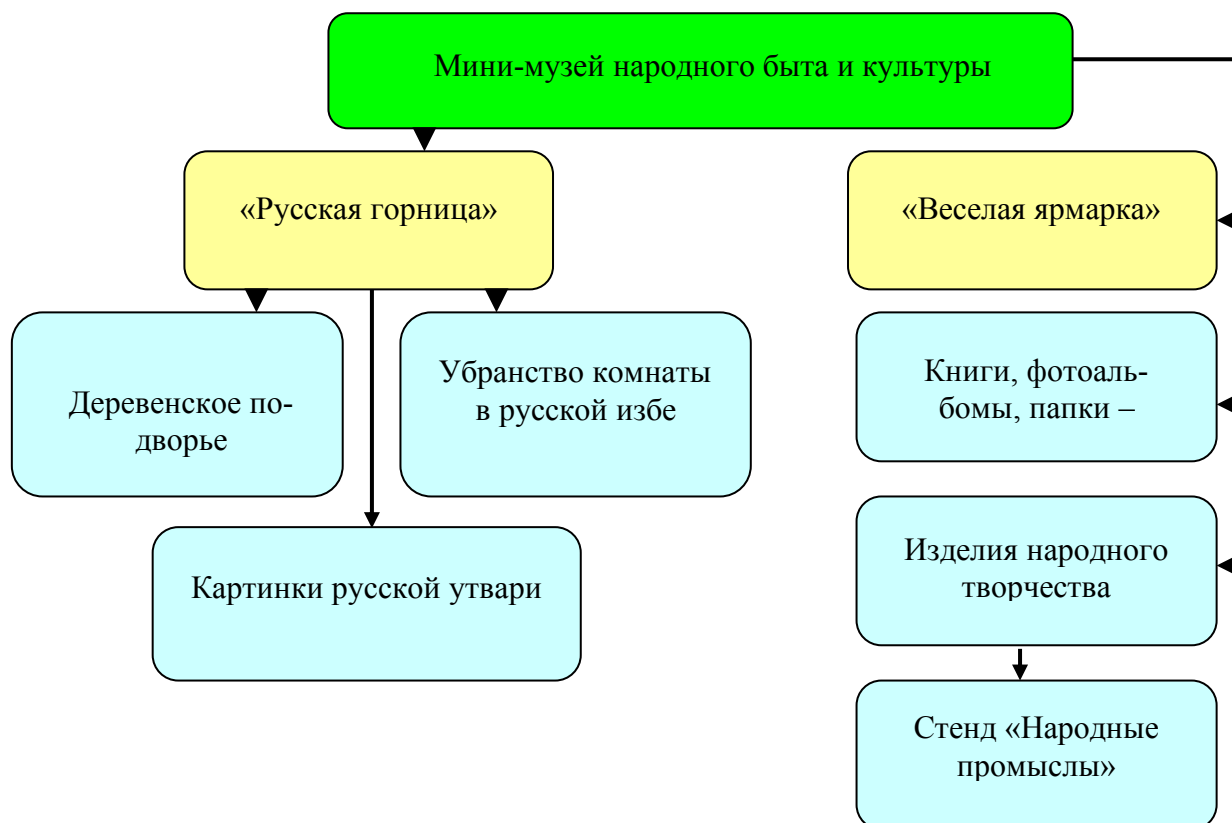 Мини-музей народного быта и культуры
«Русская горница»
«Веселая ярмарка»
Деревенское по-
дворье
Убранство комнаты
в русской избе
Книги, фотоаль-
бомы, папки –
Картинки русской утвари
Изделия народного
творчества
Стенд «Народные
промыслы»